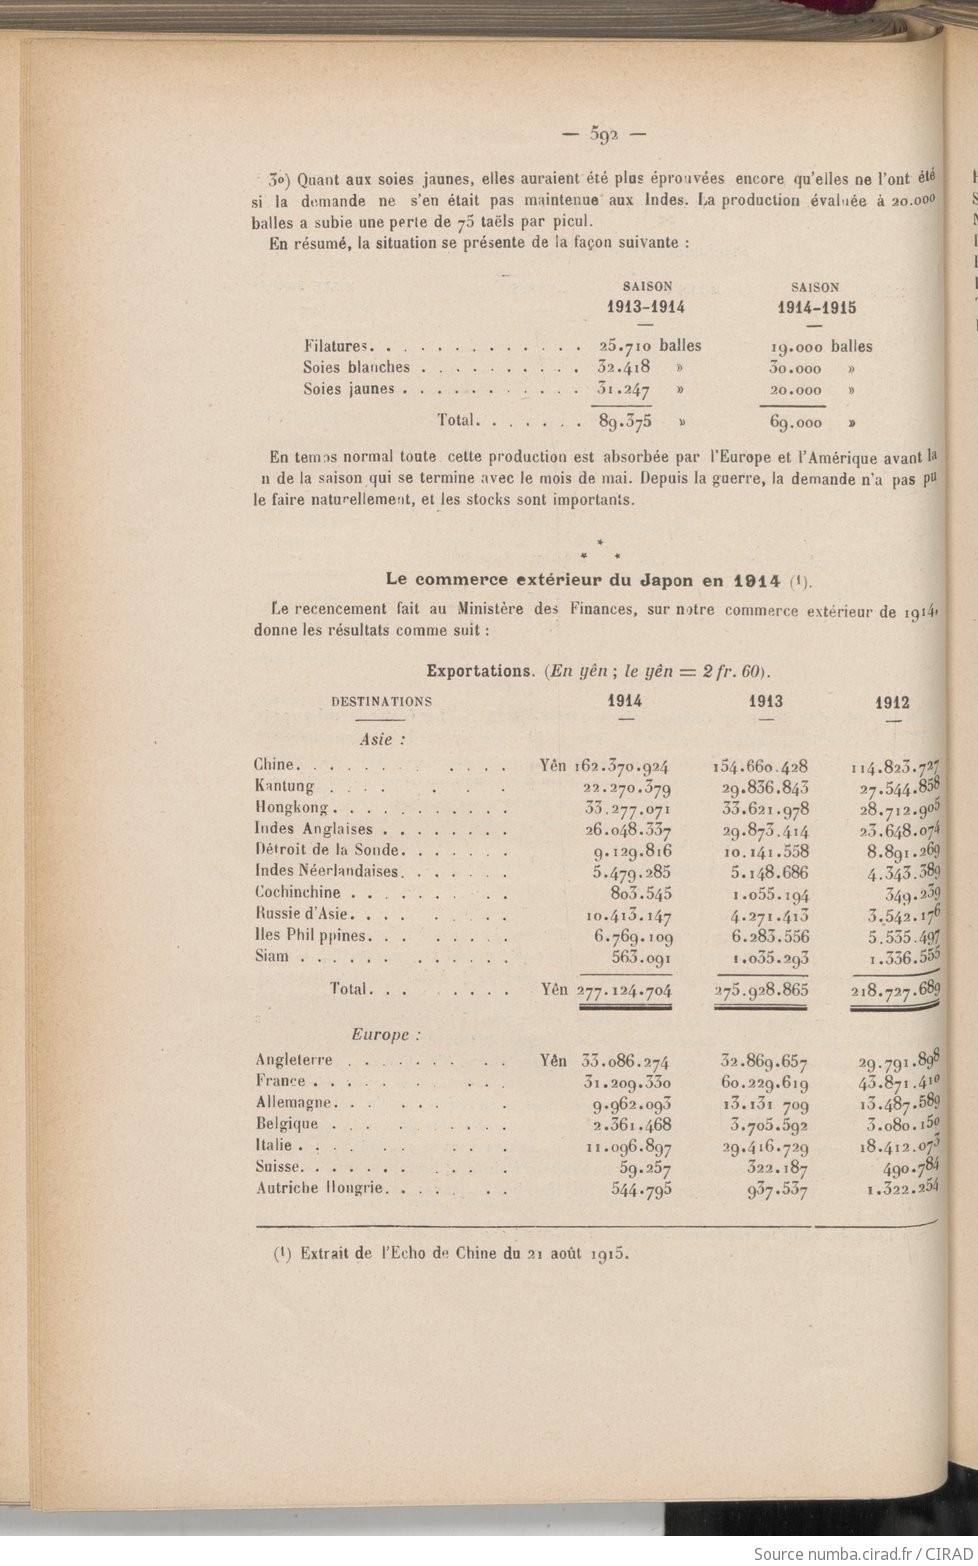 — 592 —
3o) Quant aux soies jaunes, elles auraient été plus éprouvées encore qu'elles ne l'ont été
si la demande ne s'en était pas maintenue aux Indes. La production évaluée à 20.000
balles a subie une perte de 75 taëls par picul.
En résumé, la situation se présente de la façon suivante :
SAISON SAISON
1913-1914 1914-1915
Filatures. . . . . . . . . . . . . 25.710 balles 19.000 balles
Soies blanches . . . . . . . . . . 32.418 » 30.000 »
Soies jaunes . . . . . . . . . . . 31.247 » 20.000 »
Total. . . . . . . 89.375 » 69.000 »
En temps normal toute cette production est absorbée par l'Europe et l'Amérique avant la
n de la saison qui se termine avec le mois de mai. Depuis la guerre, la demande n'a pas pu
le faire naturellement, et les stocks sont importants.
* * *
Le commerce extérieur du Japon en 1914 (1).
Le recencement fait au Ministère des Finances, sur notre commerce extérieur de 1914,
donne les résultats comme suit :
Exportations. (En yên ; le yên = 2 fr. 60).
DESTINATIONS 1914 1913 1912
Asie :
Chine. . . . . . . . . . . Yên 162.370.924 154.660.428 114.823.727
Kantung . . . . . . . 22.270.379 29.836.843 27.544.858
Hongkong. . . . . . . . . . . 33.277.071 33.621.978 28.712.905
Indes Anglaises . . . . . . . . 26.048.337 29.873.414 23.648.074
Détroit de la Sonde. . . . . . . 9.129.816 10.141.558 8.891.269
Indes Néerlandaises. . . . . . . 5.479.285 5.148.686 4.343.389
Cochinchine . . . . . . . . 803.545 1.055.194 349.239
Russie d'Asie. . . . . . . . . 10.413.147 4.271.413 3.542.176
Iles Phil ppines. . . . . . . . 6.769.109 6.283.556 5.535.497
Siam . . . . . . . . . . . . 563.091 1.035.293 1.336.555
Total. . . . . . . Yên 277.124.704 275.928.865 218.727.689
Europe :
Angleterre . . . . . . . . Yên 33.086.274 32.869.657 29.791.898
France . . . . . . . . 31.209.330 60.229.619 43.871.410
Allemagne. . . . . . . 9.962.093 13.131 709 13.487.589
Belgique . . . . . . . . 2.361.468 3.705.592 3.080.150
Italie . . . . . . . . . 11.096.897 29.416.729 18.412.073
Suisse. . . . . . . . . . . 59.257 322.187 490.784
Autriche Hongrie. . . . . . . 544.795 937.537 1.322.254
(1) Extrait de l'Echo de Chine du 21 août 1915.
Source numba.cirad.fr / CIRAD